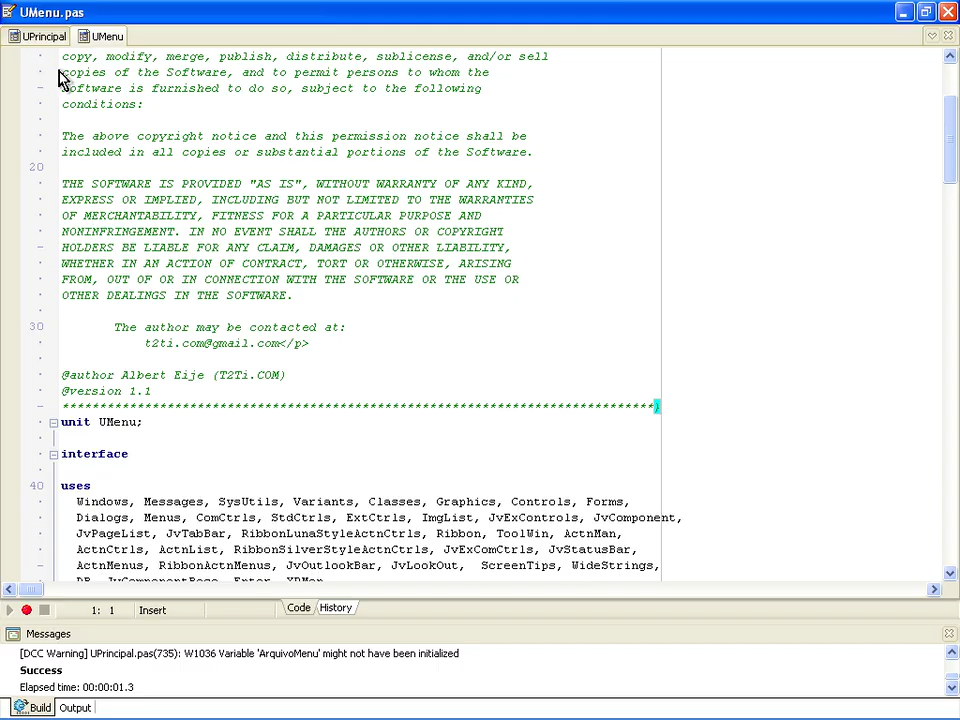 UMenu.pas
UPrincipal
UMenu
copy, modify, merge, publish, distribute, sublicense, and/or sell
copies of the Software, and to permit persons to whom the
Software is furnished to do so, subject to the following
conditions:
The above copyright notice and this permission notice shall be
included in all copies or substantial portions of the Software.
20
THE SOFTWARE IS PROVIDED "AS IS", WITHOUT WARRANTY OF ANY KIND,
EXPRESS OR IMPLIED, INCLUDING BUT NOT LIMITED TO THE WARRANTIES
OF MERCHANTABILITY, FITNESS FOR A PARTICULAR PURPOSE AND
NONINFRINGEMENT. IN NO EVENT SHALL THE AUTHORS OR COPYRIGHT
HOLDERS BE LIABLE FOR ANY CLAIM, DAMAGES OR OTHER LIABILITY,
WHETHER IN AN ACTION OF CONTRACT, TORT OR OTHERWISE, ARISING
FROM, OUT OF OR IN CONNECTION WITH THE SOFTWARE OR THE USE OR
OTHER DEALINGS IN THE SOFTWARE.
30 The author may be contacted at:
t2ti.com@gmail.com</p>
@author Albert Eije (T2Ti.COM)
@version 1.1
*******************************************************************************}
unit UMenu;
interface
40 uses
Windows, Messages, SysUtils, Variants, Classes, Graphics, Controls, Forms,
Dialogs, Menus, ComCtrls, StdCtrls, ExtCtrls, ImgList, JvExControls, JvComponent,
JvPageList, JvTabBar, RibbonLunaStyleActnCtrls, Ribbon, ToolWin, ActnMan,
ActnCtrls, ActnList, RibbonSilverStyleActnCtrls, JvExComCtrls, JvStatusBar,
ActnMenus, RibbonActnMenus, JvOutlookBar, JvLookOut, ScreenTips, WideStrings,
DB, JvComponentBase, Enter, XPMan
1: 1
Insert
Code
History
Messages
[DCC Warning] UPrincipal.pas(735): W1036 Variable 'ArquivoMenu' might not have been initialized
Success
Elapsed time: 00:00:01.3
Build
Output